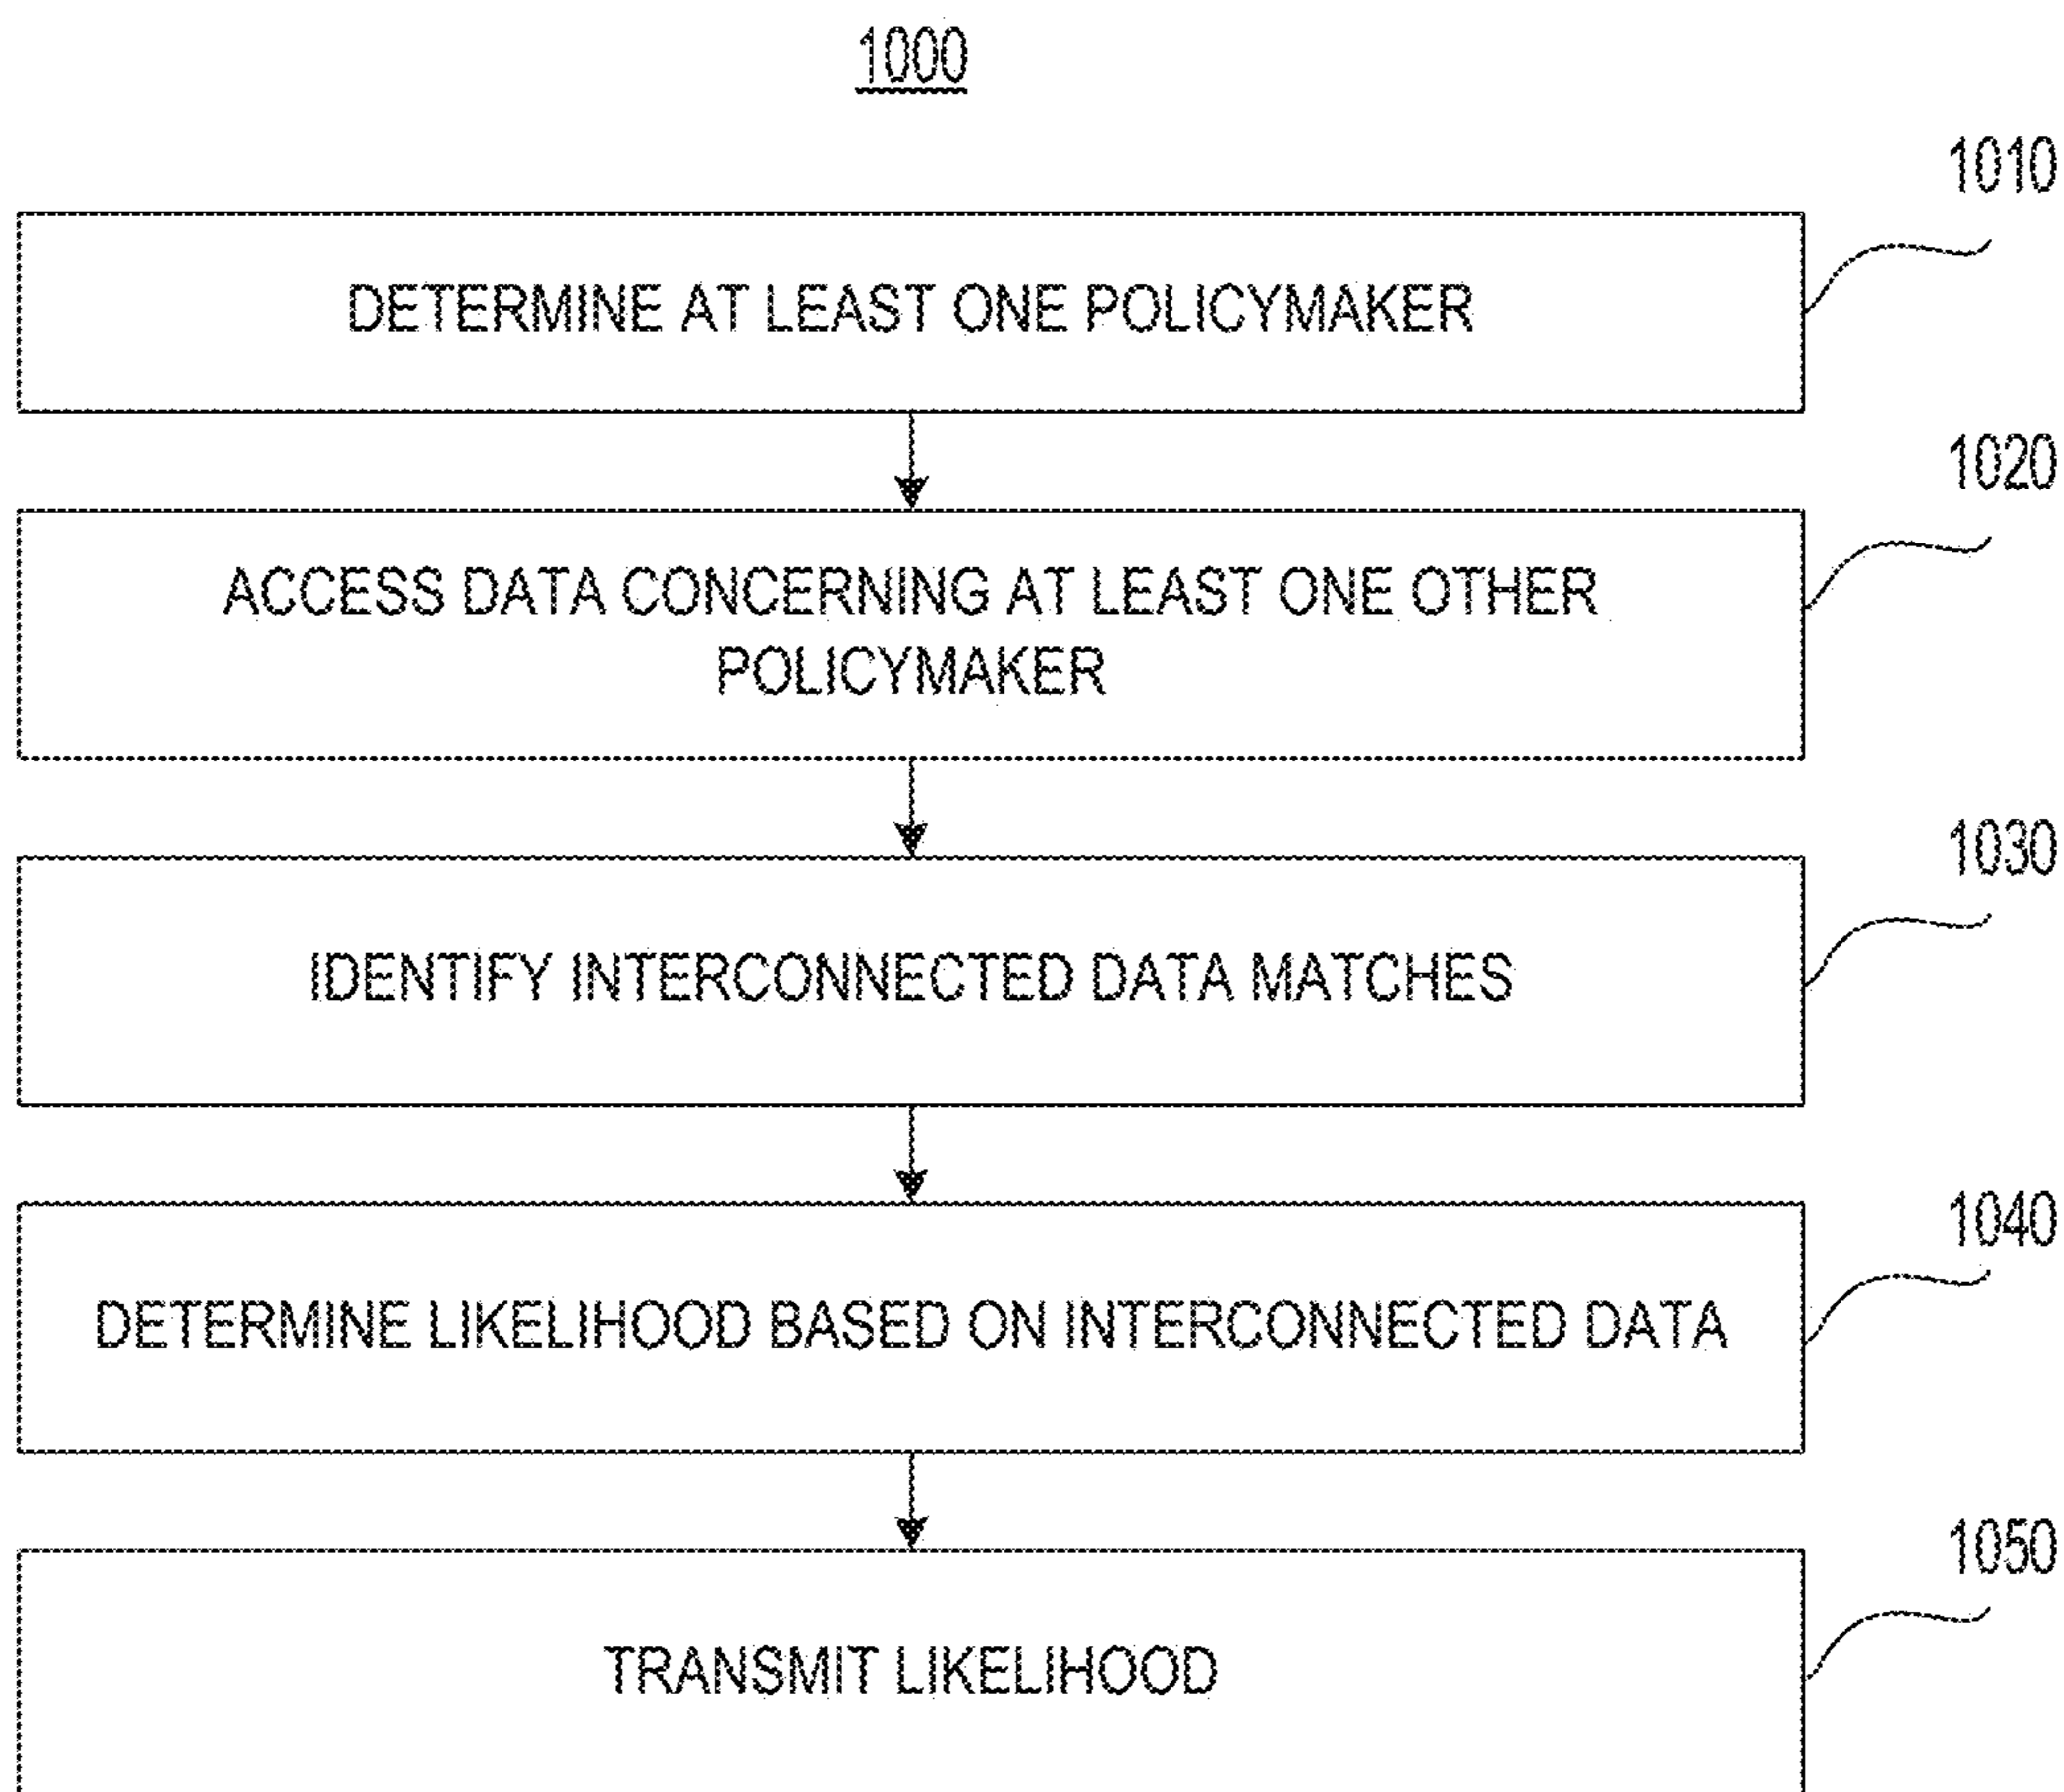 1000
1010
DETERMINE AT LEAST ONE POLICYMAKER
1020
ACCESS DATA CONCERNING AT LEAST ONE OTHER
POLICYMAKER
1030
IDENTIFY INTERCONNECTED DATA MATCHES
1040
DETERMINE LIKELIHOOD BASED ON INTERCONNECTED DATA
1050
TRANSMIT LIKELIHOOD